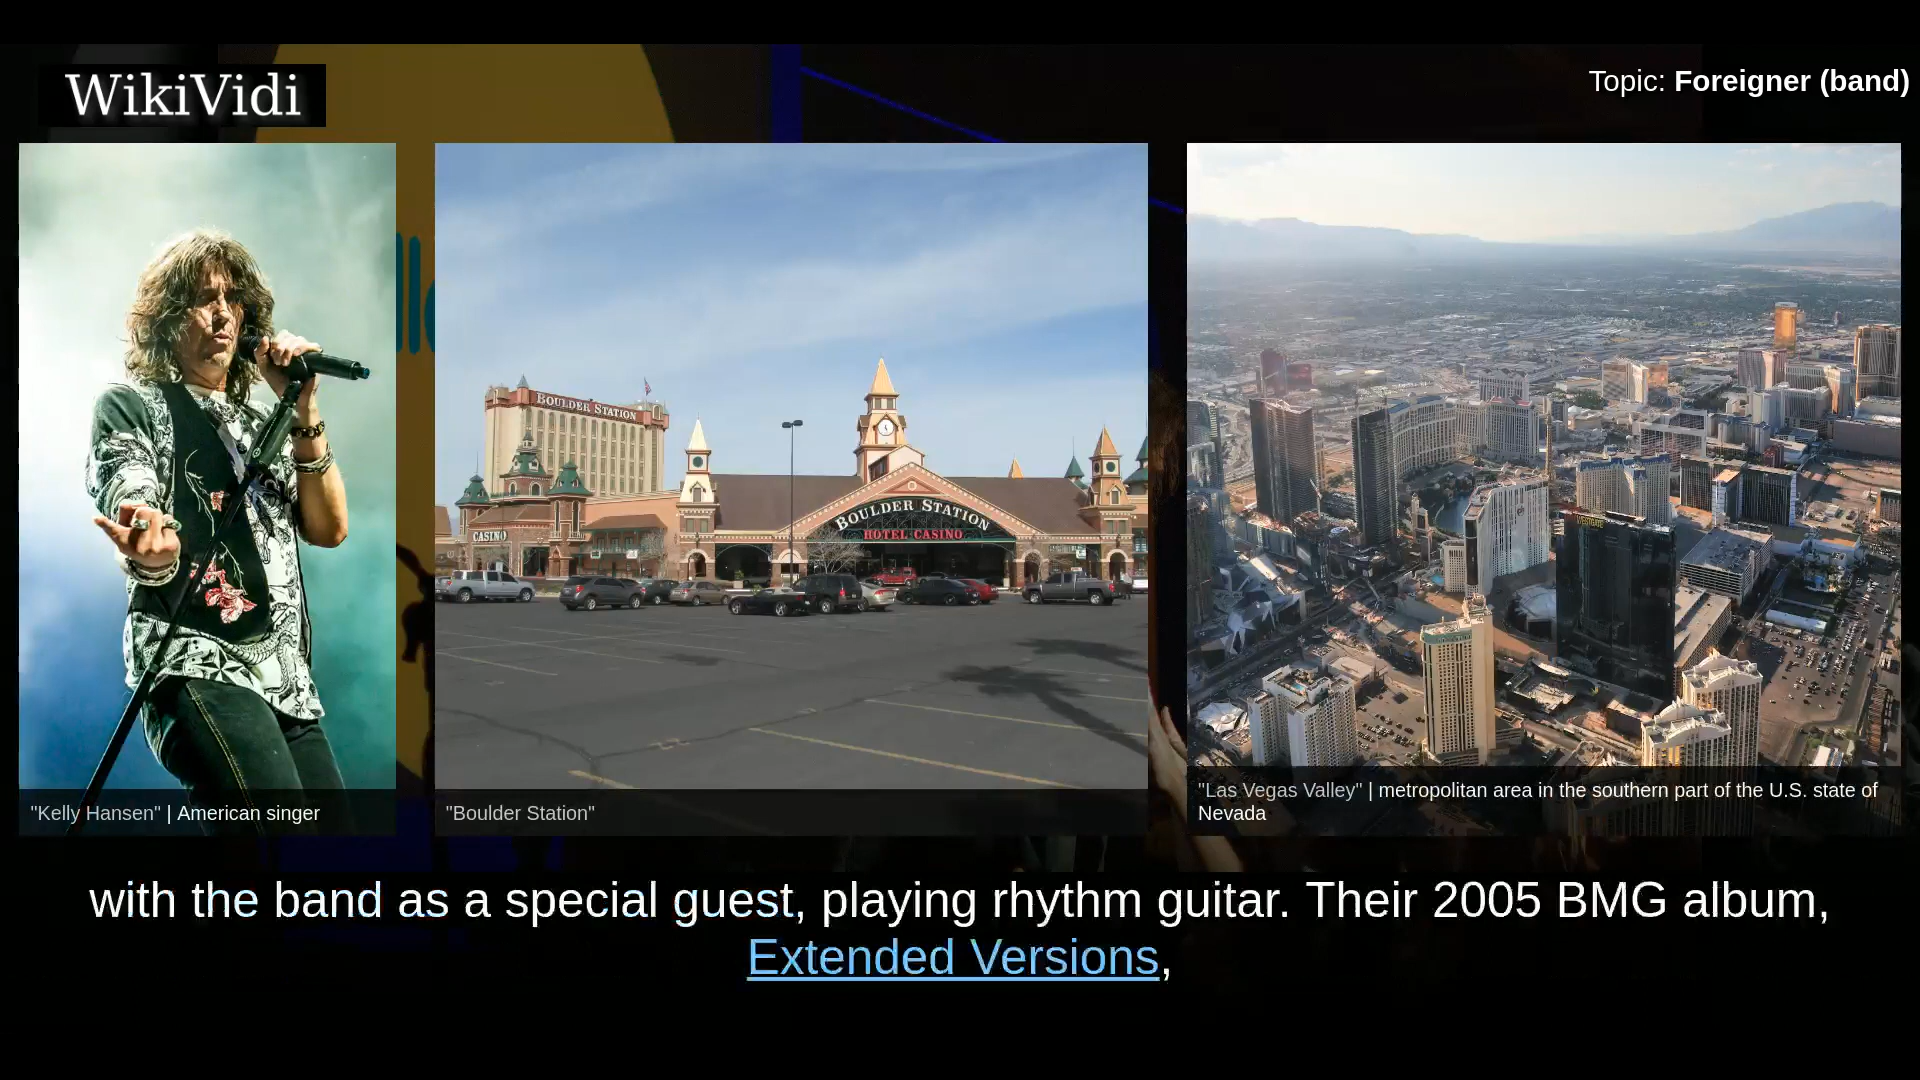 WikiVidi
Topic: Foreigner (band)
BOULDER STATION
BOULDER STATION
HOTEL CASINO
CASINO
"Kelly Hansen" | American singer
"Boulder Station"
"Las Vegas Valley" | metropolitan area in the southern part of the U.S. state of
Nevada
with the band as a special guest, playing rhythm guitar. Their 2005 BMG album,
Extended Versions,